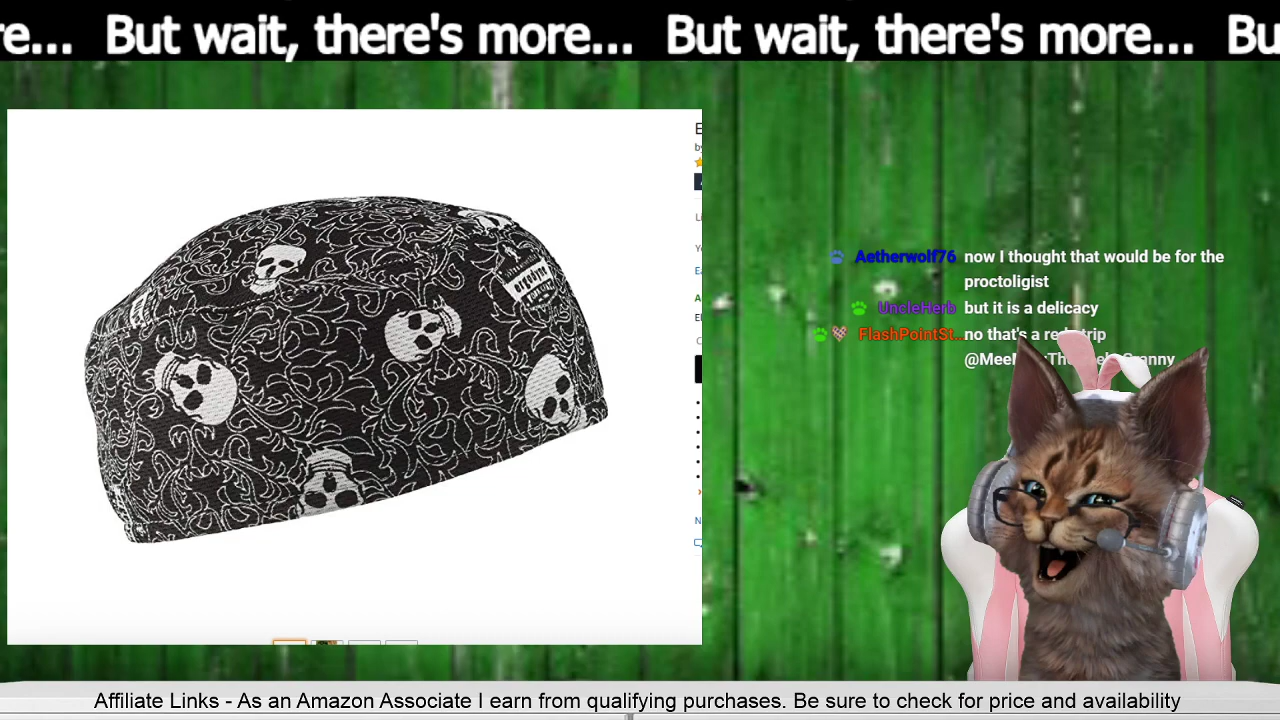 re... But wait, there's more... But wait, there's more... Bu
ergodyne
Aetherwolf76 now I thought that would be for the
proctoligist
UncleHerb but it is a delicacy
FlashPointSt... no that's a
Affiliate Links - As an Amazon Associate I earn from qualifying purchases. Be sure to check for price and availability